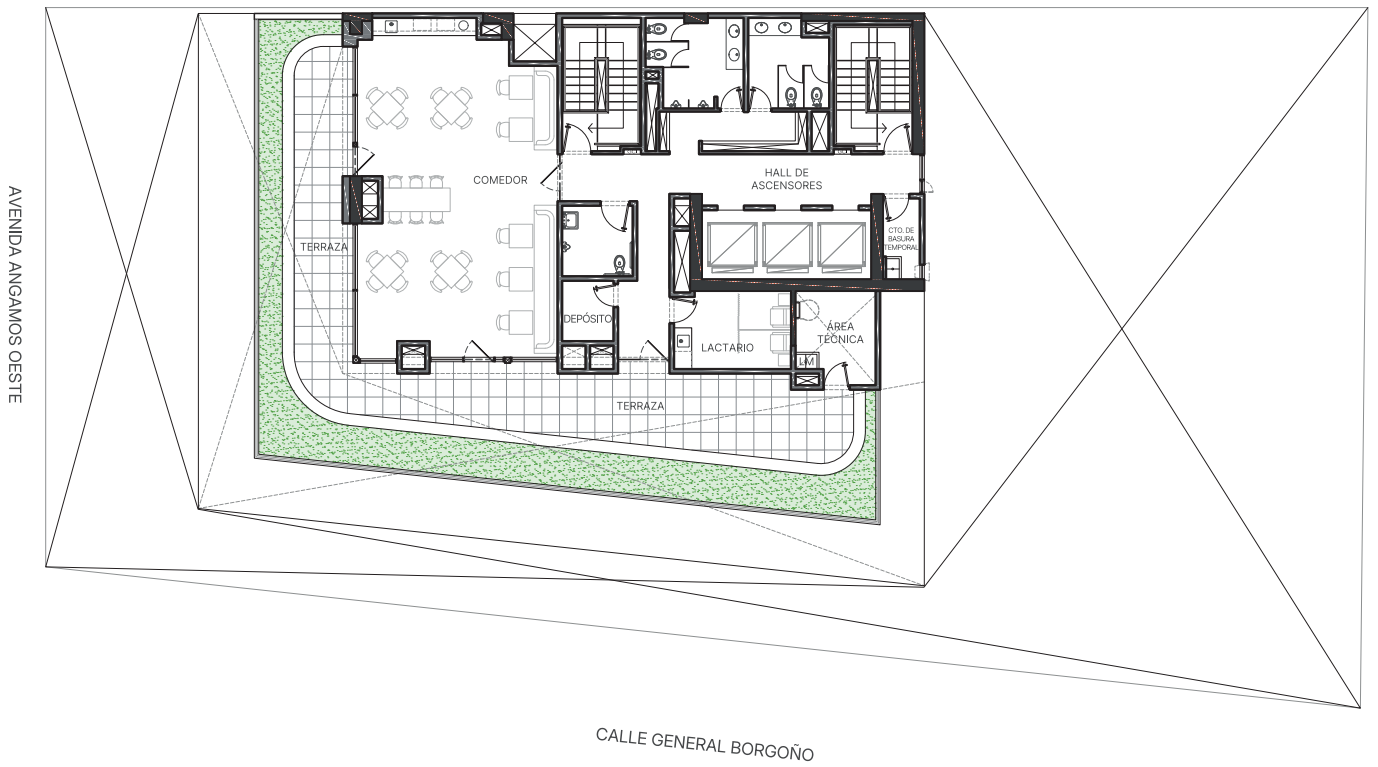 HALL DE
ASCENSORES
COMEDOR
AVENIDA ANGAMOS OESTE
CTO. DE
BASURA
TEMPORAL
TERRAZA
DEPÓSITO
ÁREA
TÉCNICA
LACTARIO
LM
TERRAZA
CALLE GENERAL BORGOÑO